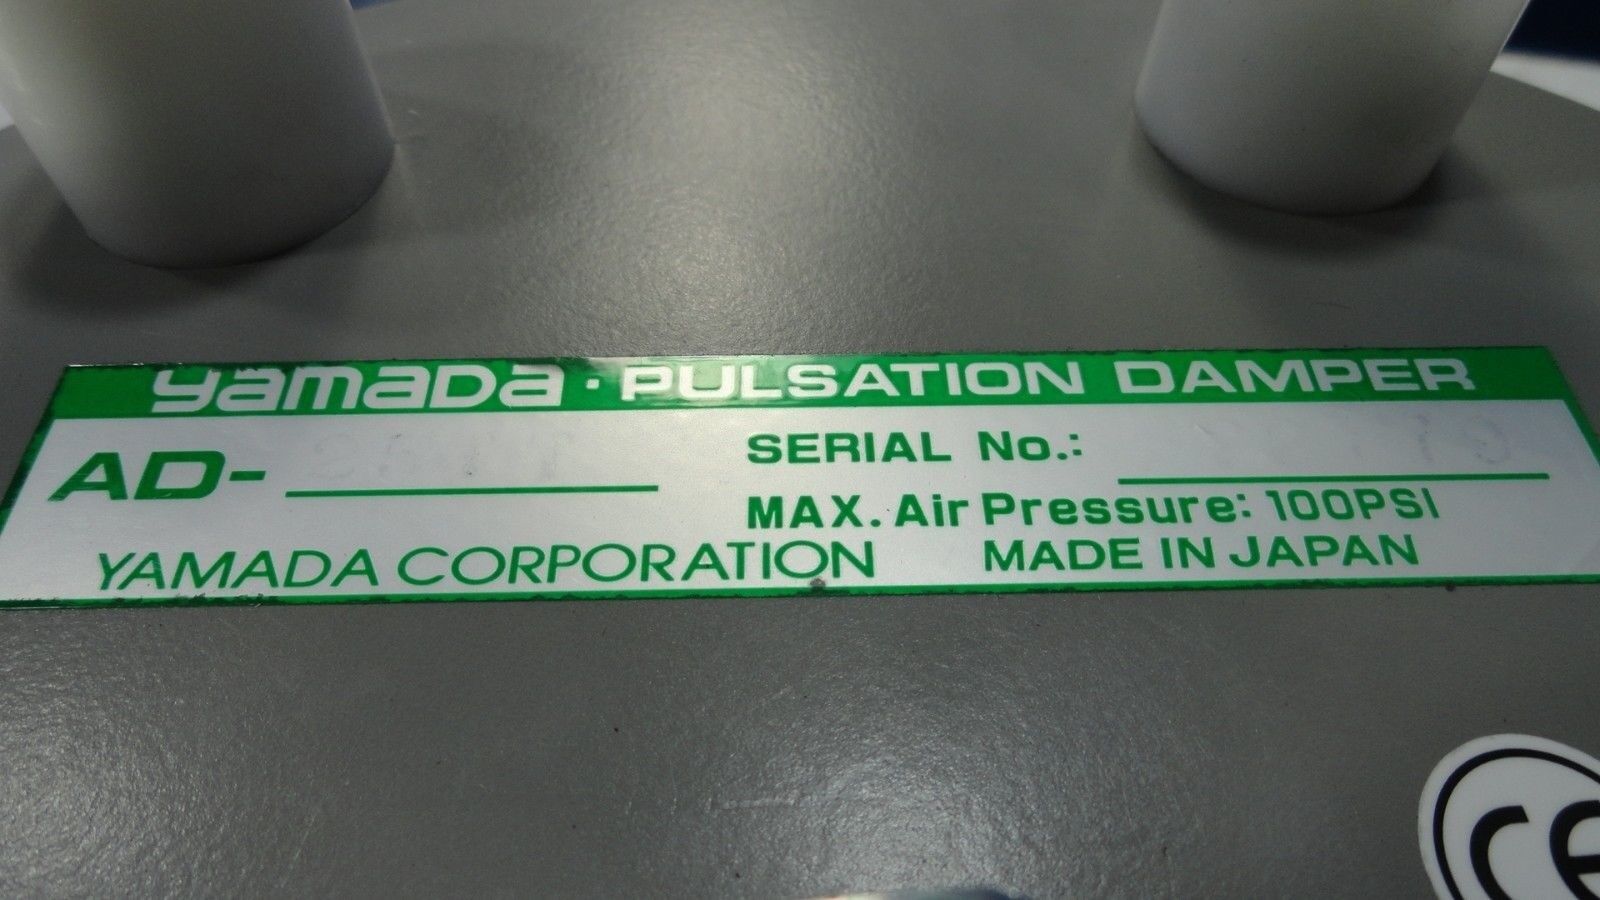 yamada · PULSATION DAMPER
AD-
SERIAL No.:
MAX. Air Pressure: 100PSI
YAMADA CORPORATION MADE IN JAPAN
CE